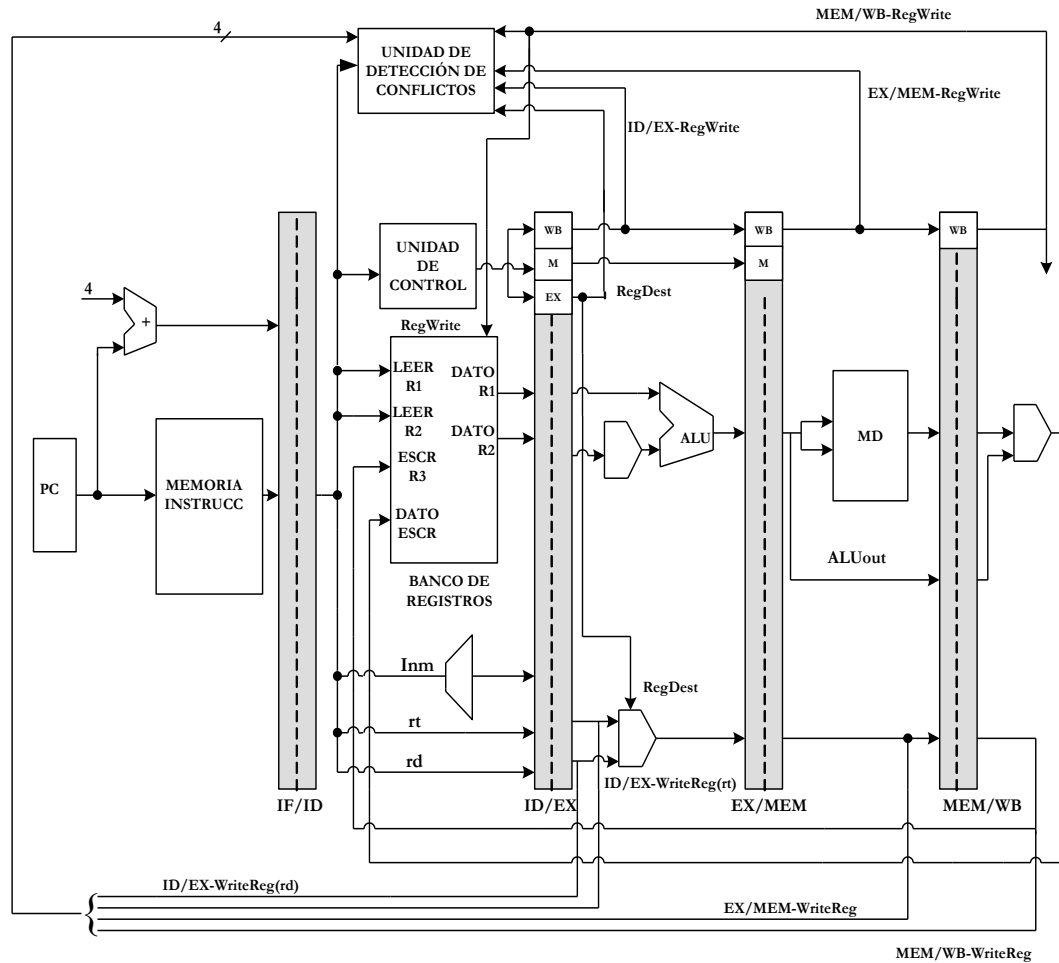 MEM/WB-RegWrite
4
UNIDAD DE
DETECCIÓN DE
CONFLICTOS
EX/MEM-RegWrite
ID/EX-RegWrite
WB
WB
WB
UNIDAD
DE
CONTROL
M
M
4
EX
RegDest
+
RegWrite
LEER
R1
DATO
R1
LEER
R2
DATO
R2
ALU
MD
ESCR
R3
PC
MEMORIA
INSTRUCC
DATO
ESCR
ALUout
BANCO DE
REGISTROS
Inm
RegDest
rt
rd
ID/EX-WriteReg(rt)
IF/ID
ID/EX
EX/MEM
MEM/WB
ID/EX-WriteReg(rd)
{
EX/MEM-WriteReg
MEM/WB-WriteReg